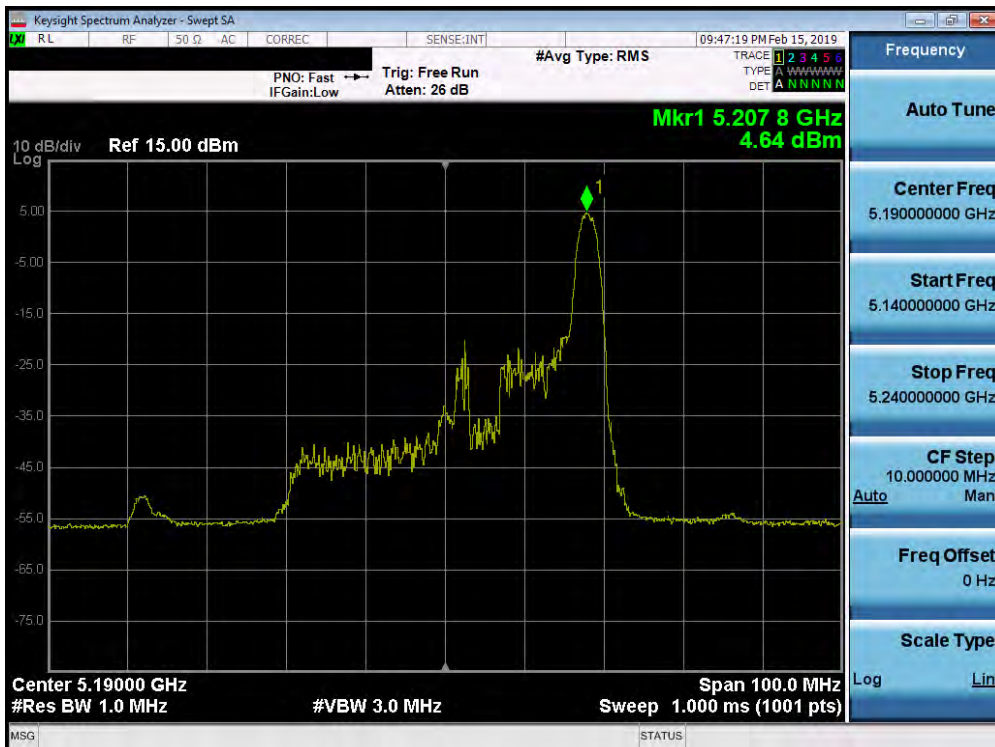 Keysight Spectrum Analyzer - Swept SA
LXI RL RF 50 Ω AC CORREC SENSE:INT 09:47:19 PM Feb 15, 2019
#Avg Type: RMS TRACE 1 2 3 4 5 6
PNO: Fast Trig: Free Run TYPE A WWWWW
IFGain:Low Atten: 26 dB DET A N N N N N
Mkr1 5.207 8 GHz
4.64 dBm
10 dB/div Ref 15.00 dBm
Log
1
5.00
-5.00
-15.0
-25.0
-35.0
-45.0
-55.0
-65.0
-75.0
Center 5.19000 GHz Span 100.0 MHz
#Res BW 1.0 MHz #VBW 3.0 MHz Sweep 1.000 ms (1001 pts)
MSG STATUS
Frequency
Auto Tune
Center Freq
5.190000000 GHz
Start Freq
5.140000000 GHz
Stop Freq
5.240000000 GHz
CF Step
10.000000 MHz
Auto Man
Freq Offset
0 Hz
Scale Type
Log Lin